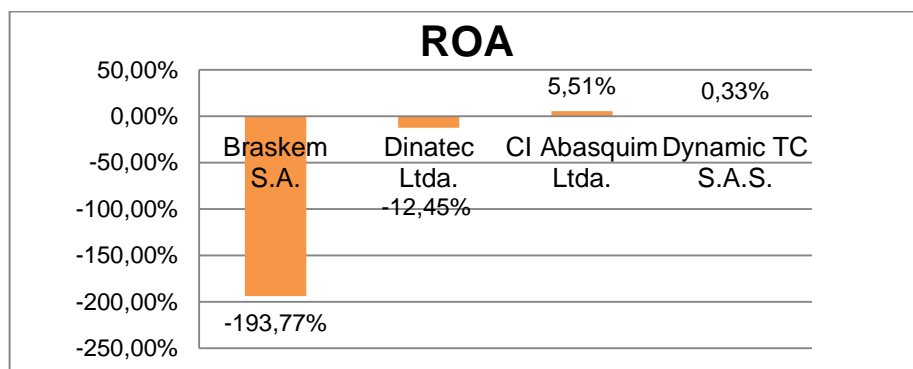 ROA
50,00%
0,00%
-50,00%
-100,00%
-150,00%
-200,00%
-250,00%
5,51%
0,33%
Braskem
S.A.
Dinatec
Ltda.
CI Abasquim
Ltda.
Dynamic TC
S.A.S.
-12,45%
-193,77%